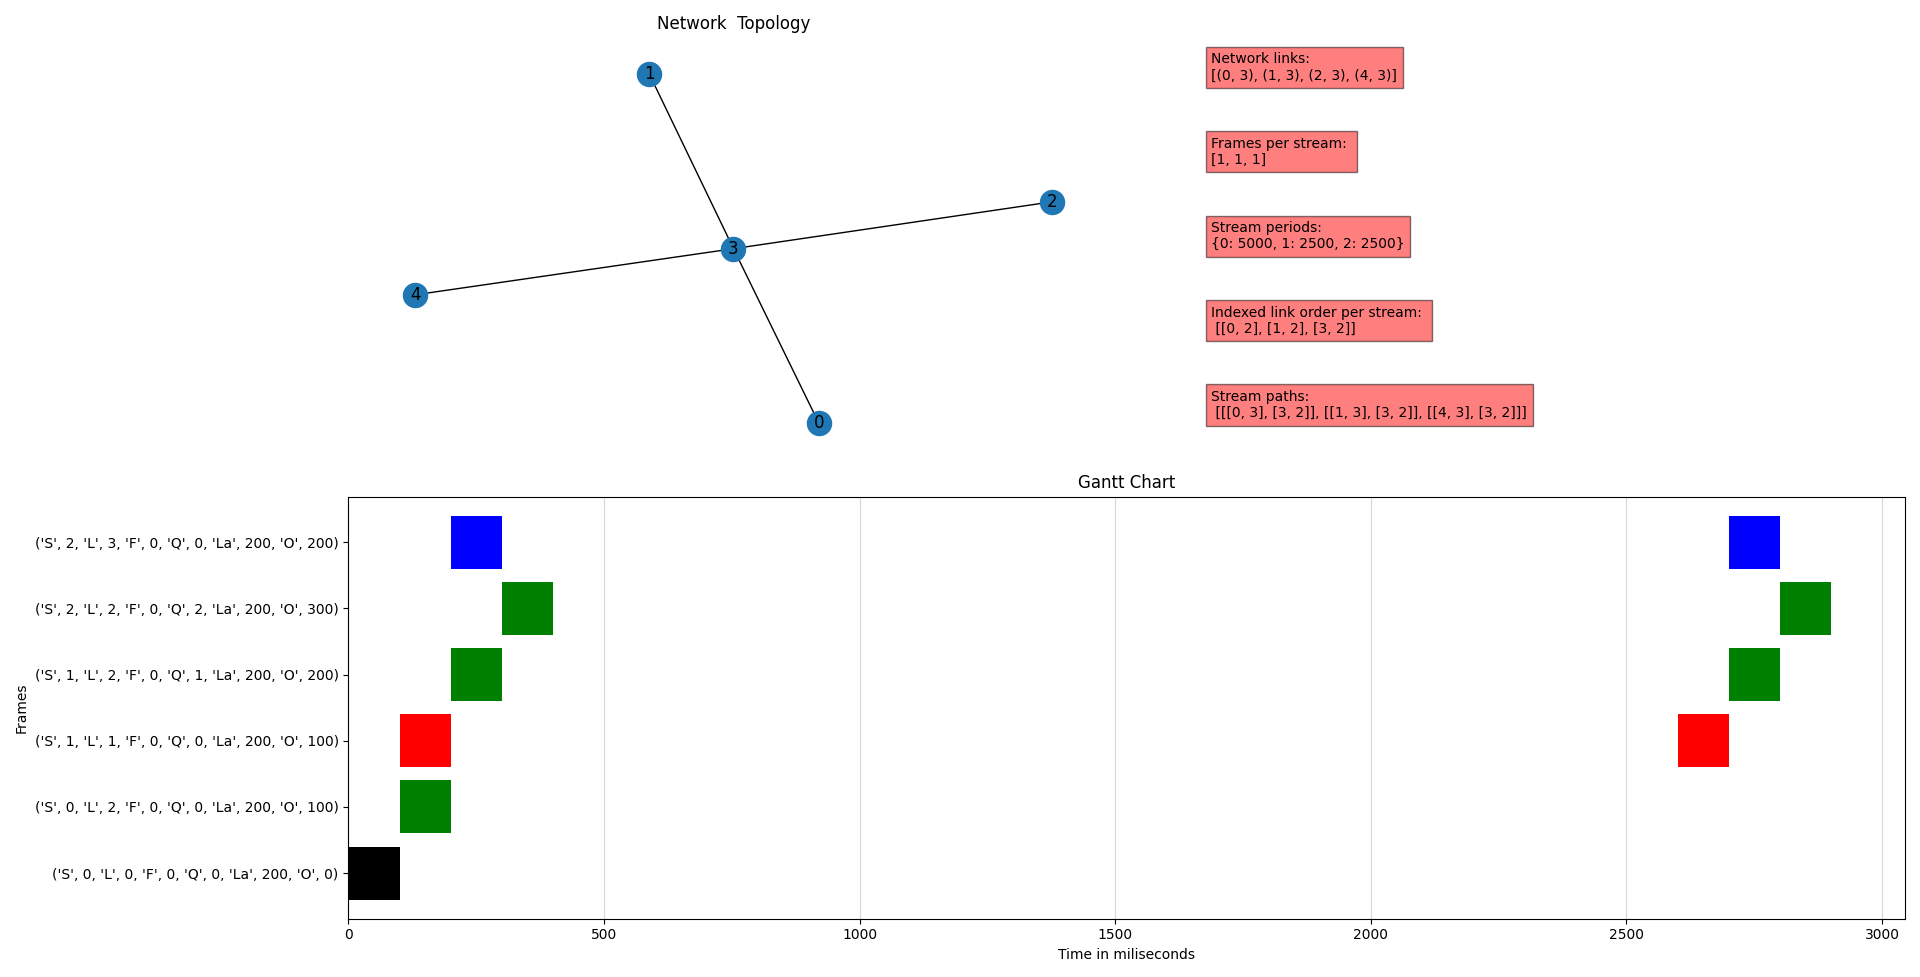 Network  Topology
1
2
3
4
0
Network links:
[(0, 3), (1, 3), (2, 3), (4, 3)]
Frames per stream:
[1, 1, 1]
Stream periods:
{0: 5000, 1: 2500, 2: 2500}
Indexed link order per stream:
[[0, 2], [1, 2], [3, 2]]
Stream paths:
[[[0, 3], [3, 2]], [[1, 3], [3, 2]], [[4, 3], [3, 2]]]
Gantt Chart
Frames
('S', 2, 'L', 3, 'F', 0, 'Q', 0, 'La', 200, 'O', 200)
('S', 2, 'L', 2, 'F', 0, 'Q', 2, 'La', 200, 'O', 300)
('S', 1, 'L', 2, 'F', 0, 'Q', 1, 'La', 200, 'O', 200)
('S', 1, 'L', 1, 'F', 0, 'Q', 0, 'La', 200, 'O', 100)
('S', 0, 'L', 2, 'F', 0, 'Q', 0, 'La', 200, 'O', 100)
('S', 0, 'L', 0, 'F', 0, 'Q', 0, 'La', 200, 'O', 0)
0 500 1000 1500 2000 2500 3000
Time in miliseconds